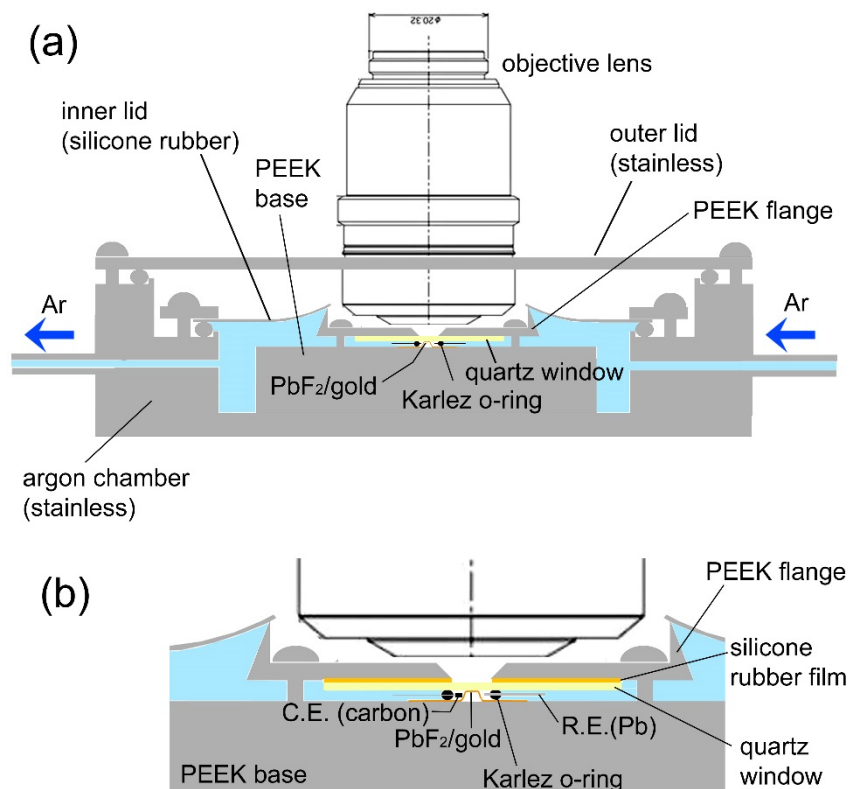 (a)
ϕ20.32
objective lens
inner lid
(silicone rubber)
outer lid
(stainless)
PEEK
base
PEEK flange
Ar
Ar
PbF₂/gold
quartz window
Karlez o-ring
argon chamber
(stainless)
(b)
PEEK flange
silicone
rubber film
C.E. (carbon)
R.E.(Pb)
PbF₂/gold
quartz
window
Karlez o-ring
PEEK base